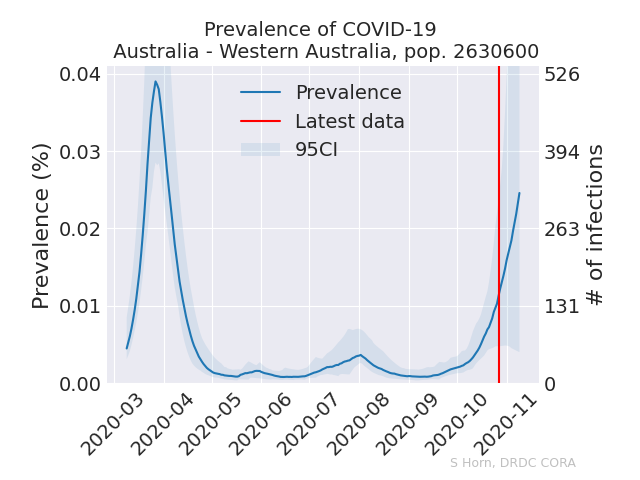 Prevalence of COVID-19
Australia - Western Australia, pop. 2630600
Prevalence (%)
0.04
0.03
0.02
0.01
0.00
526
394
263
131
0
# of infections
Prevalence
Latest data
95CI
2020-03
2020-04
2020-05
2020-06
2020-07
2020-08
2020-09
2020-10
2020-11
S Horn, DRDC CORA